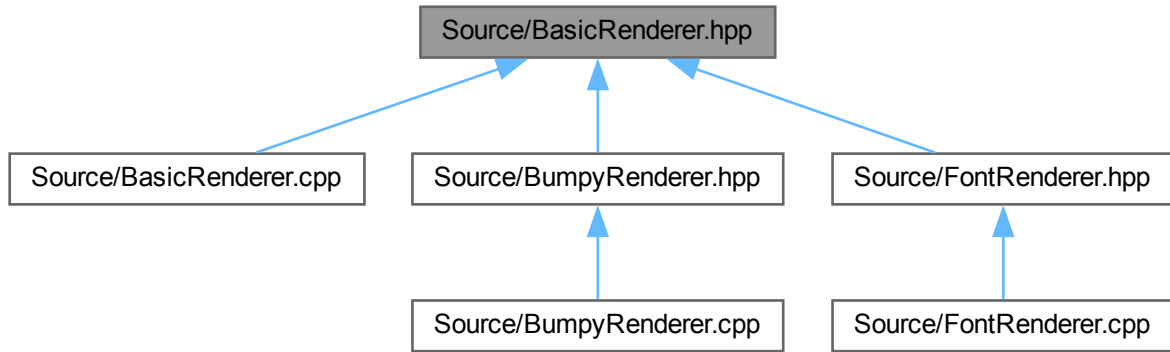 Source/BasicRenderer.hpp
Source/BasicRenderer.cpp
Source/BumpyRenderer.hpp
Source/FontRenderer.hpp
Source/BumpyRenderer.cpp
Source/FontRenderer.cpp